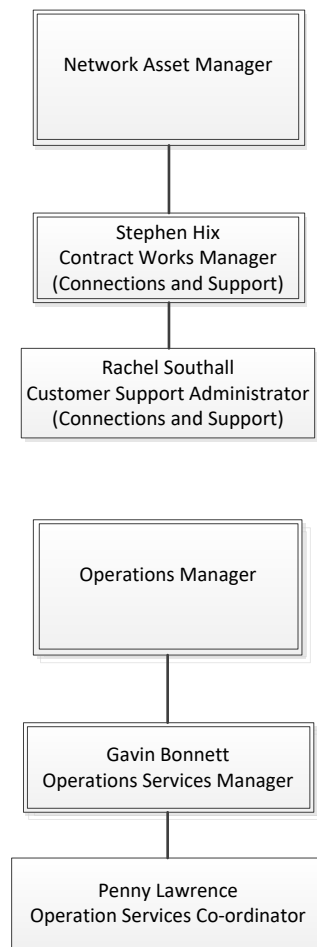 Network Asset Manager
Stephen Hix
Contract Works Manager
(Connections and Support)
Rachel Southall
Customer Support Administrator
(Connections and Support)
Operations Manager
Gavin Bonnett
Operations Services Manager
Penny Lawrence
Operation Services Co-ordinator